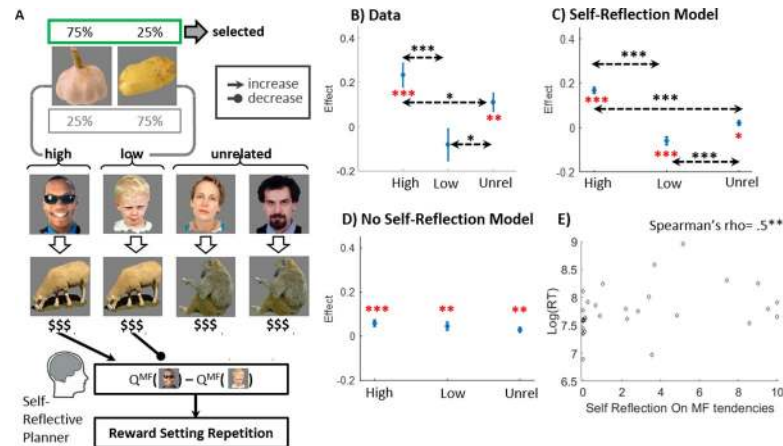 A
75% 25%
selected
increase
decrease
25% 75%
high low unrelated
$$$ $$$ $$$ $$$
Q^MF( ) – Q^MF( )
Self-
Reflective
Planner
Reward Setting Repetition
B) Data
Effect
0.4
0.2
0
-0.2
***
***
*
**
*
High Low Unrel
C) Self-Reflection Model
Effect
0.4
0.2
0
-0.2
***
***
***
*
***
***
High Low Unrel
D) No Self-Reflection Model
Effect
0.4
0.2
0
-0.2
*** ** **
High Low Unrel
E)
Spearman's rho= .5**
Log(RT)
9
8.5
8
7.5
7
6.5
0 2 4 6 8 10
Self Reflection On MF tendencies